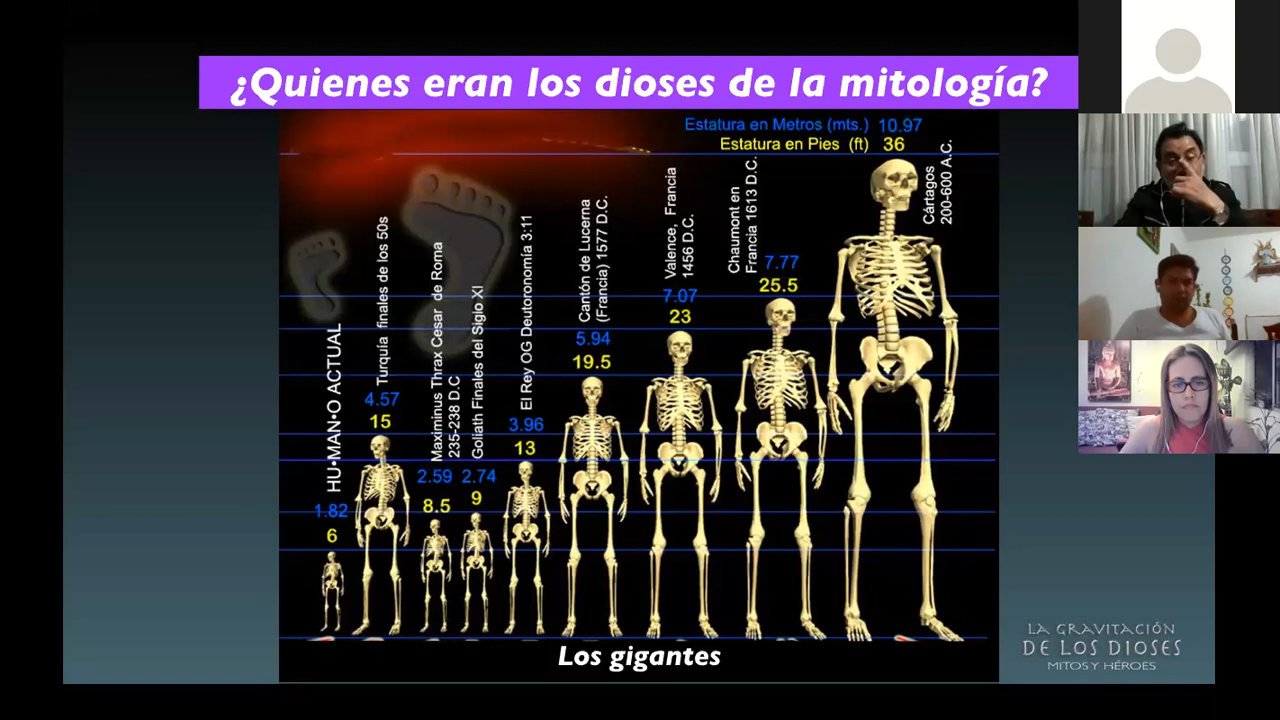 ¿Quienes eran los dioses de la mitología?
Estatura en Metros (mts.) 10.97
Estatura en Pies (ft) 36
HU•MAN•O ACTUAL
1.82
6
Turquía finales de los 50s
4.57
15
Maximinus Thrax Cesar de Roma
235-238 D.C
2.59
8.5
Goliath Finales del Siglo XI
2.74
9
El Rey OG Deutoronomía 3:11
3.96
13
Cantón de Lucerna
(Francia) 1577 D.C.
5.94
19.5
Valence, Francia
1456 D.C.
7.07
23
Chaumont en
Francia 1613 D.C.
7.77
25.5
Cártagos
200-600 A.C.
Los gigantes
LA GRAVITACIÓN
DE LOS DIOSES
MITOS Y HÉROES